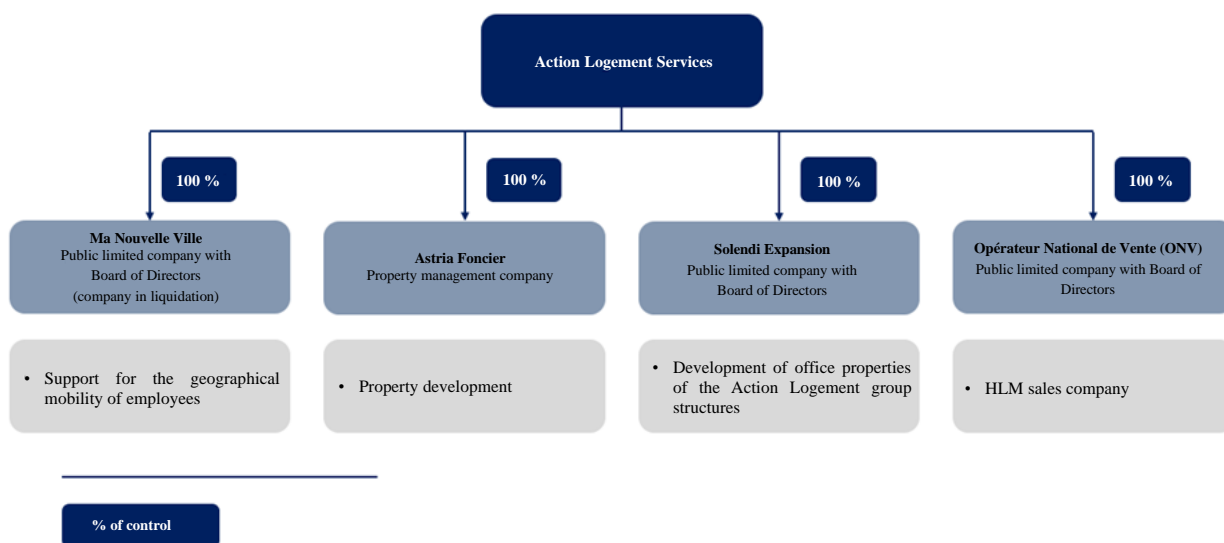 Action Logement Services
100 %
100 %
100 %
100 %
Ma Nouvelle Ville
Public limited company with
Board of Directors
(company in liquidation)
Astria Foncier
Property management company
Solendi Expansion
Public limited company with
Board of Directors
Opérateur National de Vente (ONV)
Public limited company with Board of
Directors
• Support for the geographical
mobility of employees
• Property development
• Development of office properties
of the Action Logement group
structures
• HLM sales company
% of control